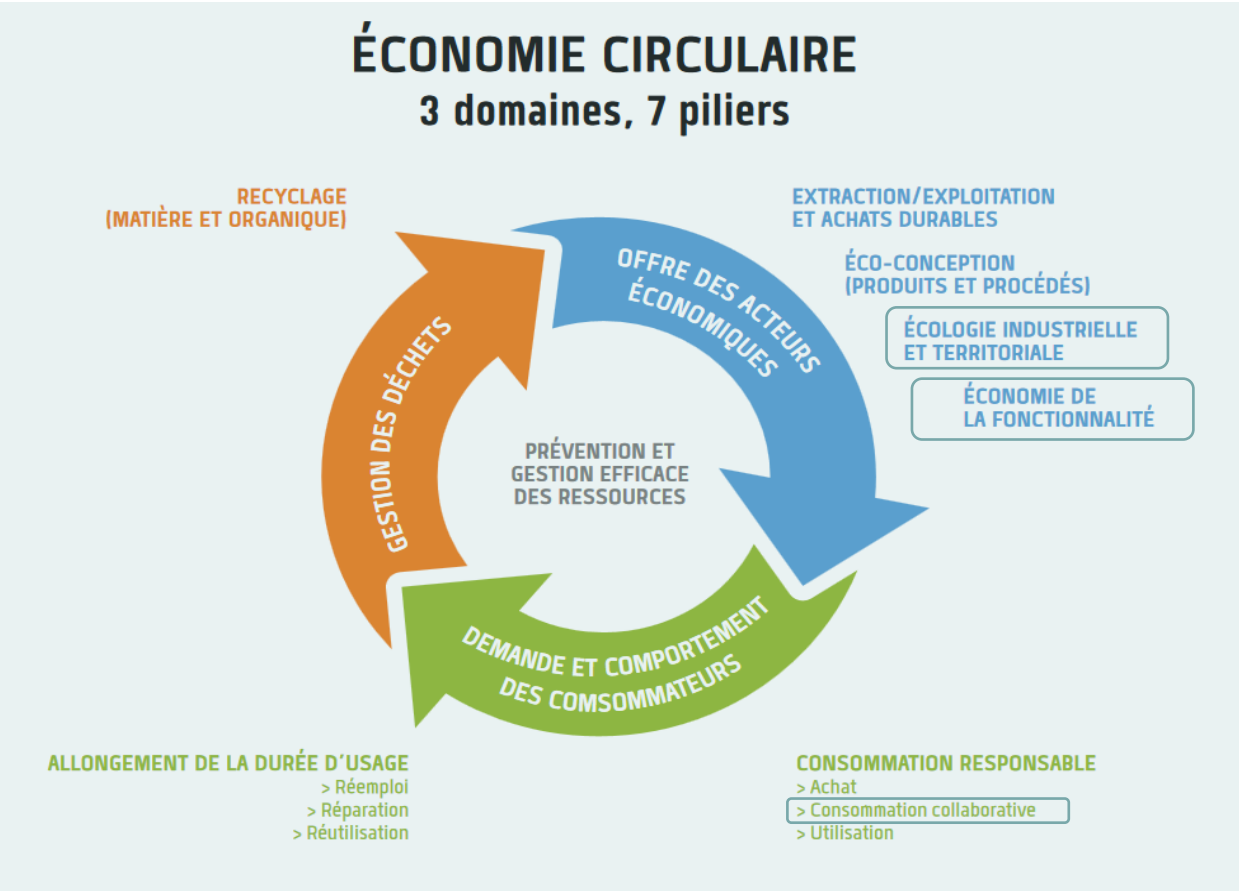 ÉCONOMIE CIRCULAIRE
3 domaines, 7 piliers
RECYCLAGE
(MATIÈRE ET ORGANIQUE)
EXTRACTION/EXPLOITATION
ET ACHATS DURABLES
ÉCO-CONCEPTION
(PRODUITS ET PROCÉDÉS)
ÉCOLOGIE INDUSTRIELLE
ET TERRITORIALE
ÉCONOMIE DE
LA FONCTIONNALITÉ
OFFRE DES ACTEURS
ÉCONOMIQUES
GESTION DES DÉCHETS
PRÉVENTION ET
GESTION EFFICACE
DES RESSOURCES
DEMANDE ET COMPORTEMENT
DES COMSOMMATEURS
ALLONGEMENT DE LA DURÉE D'USAGE
> Réemploi
> Réparation
> Réutilisation
CONSOMMATION RESPONSABLE
> Achat
> Consommation collaborative
> Utilisation